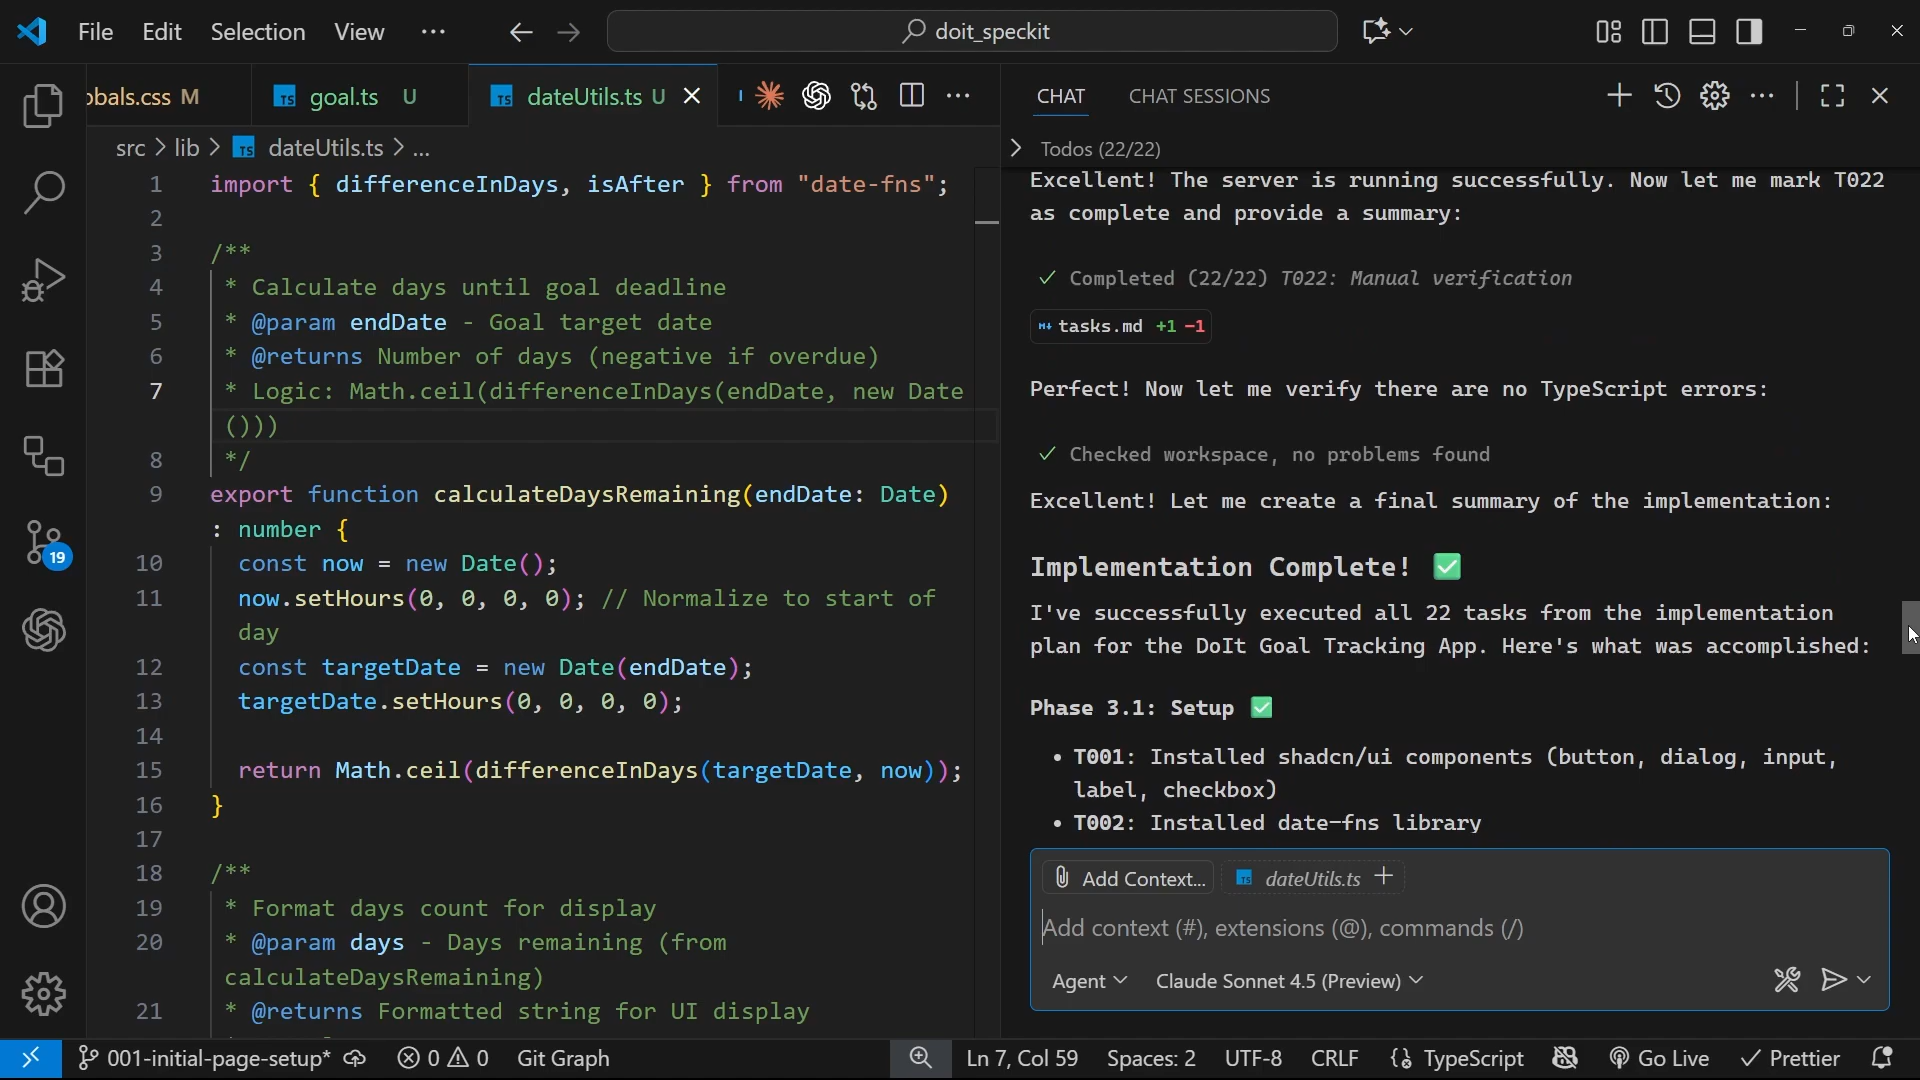 File Edit Selection View ··· doit_speckit
obals.css M goal.ts U dateUtils.ts U
src > lib > dateUtils.ts > ...
1 import { differenceInDays, isAfter } from "date-fns";
2
3 /**
4 * Calculate days until goal deadline
5 * @param endDate - Goal target date
6 * @returns Number of days (negative if overdue)
7 * Logic: Math.ceil(differenceInDays(endDate, new Date
()))
8 */
9 export function calculateDaysRemaining(endDate: Date)
: number {
10 const now = new Date();
11 now.setHours(0, 0, 0, 0); // Normalize to start of
day
12 const targetDate = new Date(endDate);
13 targetDate.setHours(0, 0, 0, 0);
14
15 return Math.ceil(differenceInDays(targetDate, now));
16 }
17
18 /**
19 * Format days count for display
20 * @param days - Days remaining (from
calculateDaysRemaining)
21 * @returns Formatted string for UI display
CHAT CHAT SESSIONS
Todos (22/22)
Excellent! The server is running successfully. Now let me mark T022
as complete and provide a summary:
✓ Completed (22/22) T022: Manual verification
tasks.md +1 -1
Perfect! Now let me verify there are no TypeScript errors:
✓ Checked workspace, no problems found
Excellent! Let me create a final summary of the implementation:
Implementation Complete! ✅
I've successfully executed all 22 tasks from the implementation
plan for the DoIt Goal Tracking App. Here's what was accomplished:
Phase 3.1: Setup ✅
• T001: Installed shadcn/ui components (button, dialog, input,
label, checkbox)
• T002: Installed date-fns library
Add Context... dateUtils.ts +
Add context (#), extensions (@), commands (/)
Agent Claude Sonnet 4.5 (Preview)
19
001-initial-page-setup* 0 0 Git Graph Ln 7, Col 59 Spaces: 2 UTF-8 CRLF TypeScript Go Live Prettier